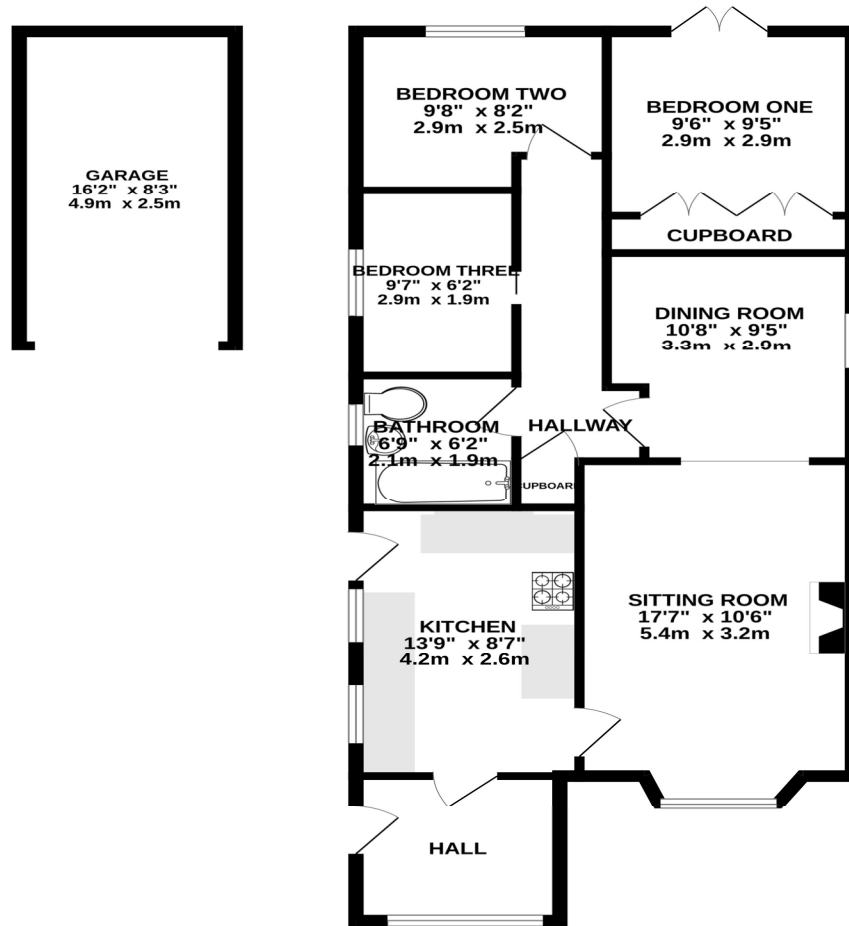 GARAGE
16'2" x 8'3"
4.9m x 2.5m
BEDROOM TWO
9'8" x 8'2"
2.9m x 2.5m
BEDROOM ONE
9'6" x 9'5"
2.9m x 2.9m
CUPBOARD
BEDROOM THREE
9'7" x 6'2"
2.9m x 1.9m
DINING ROOM
10'8" x 9'5"
3.3m x 2.9m
BATHROOM
6'9" x 6'2"
2.1m x 1.9m
HALLWAY
CUPBOARD
SITTING ROOM
17'7" x 10'6"
5.4m x 3.2m
KITCHEN
13'9" x 8'7"
4.2m x 2.6m
HALL